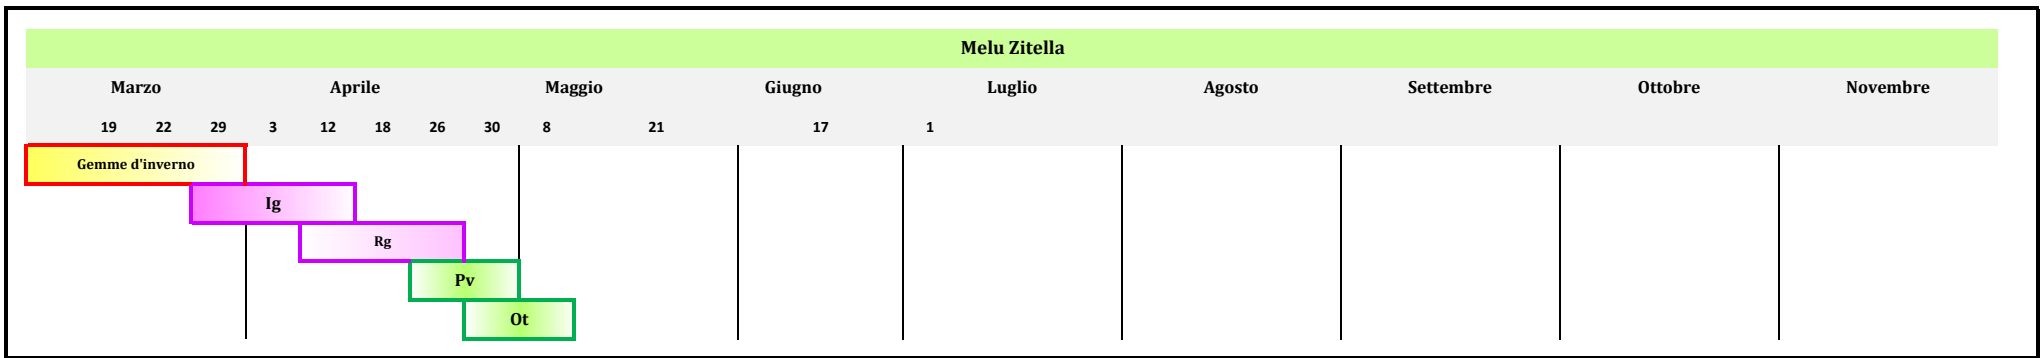 Melu Zitella
Marzo Aprile Maggio Giugno Luglio Agosto Settembre Ottobre Novembre
19 22 29 3 12 18 26 30 8 21 17 1
Gemme d'inverno
Ig
Rg
Pv
Ot